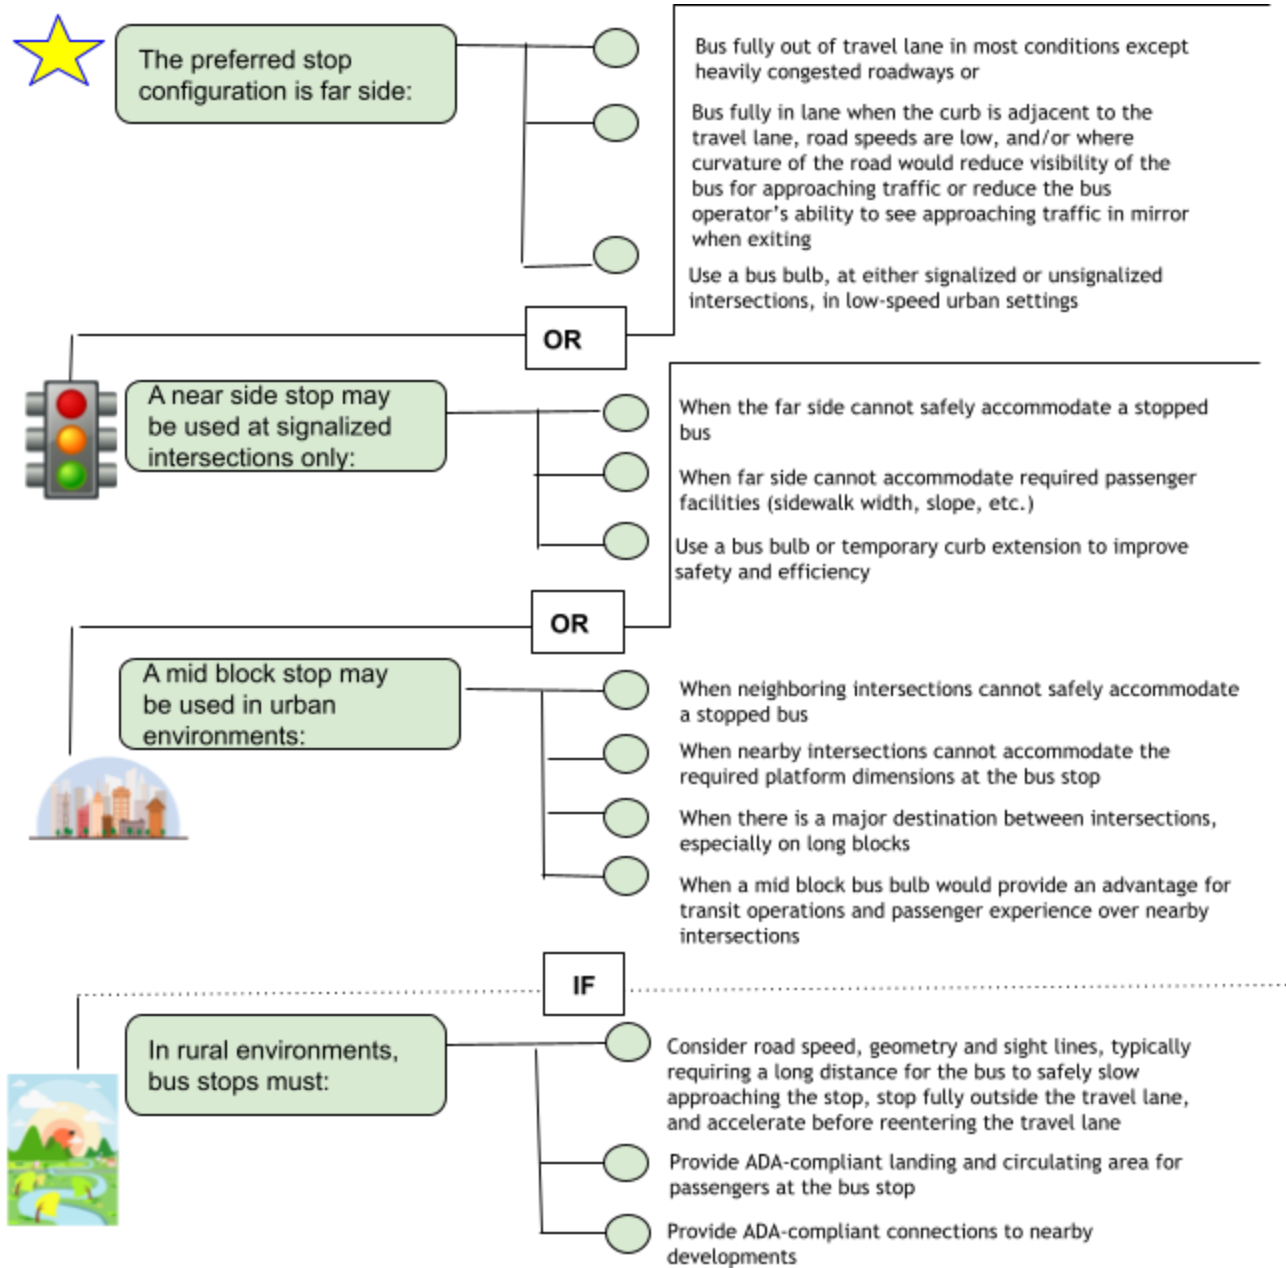 The preferred stop
configuration is far side:
Bus fully out of travel lane in most conditions except
heavily congested roadways or
Bus fully in lane when the curb is adjacent to the
travel lane, road speeds are low, and/or where
curvature of the road would reduce visibility of the
bus for approaching traffic or reduce the bus
operator's ability to see approaching traffic in mirror
when exiting
Use a bus bulb, at either signalized or unsignalized
intersections, in low-speed urban settings
OR
A near side stop may
be used at signalized
intersections only:
When the far side cannot safely accommodate a stopped
bus
When far side cannot accommodate required passenger
facilities (sidewalk width, slope, etc.)
Use a bus bulb or temporary curb extension to improve
safety and efficiency
OR
A mid block stop may
be used in urban
environments:
When neighboring intersections cannot safely accommodate
a stopped bus
When nearby intersections cannot accommodate the
required platform dimensions at the bus stop
When there is a major destination between intersections,
especially on long blocks
When a mid block bus bulb would provide an advantage for
transit operations and passenger experience over nearby
intersections
IF
In rural environments,
bus stops must:
Consider road speed, geometry and sight lines, typically
requiring a long distance for the bus to safely slow
approaching the stop, stop fully outside the travel lane,
and accelerate before reentering the travel lane
Provide ADA-compliant landing and circulating area for
passengers at the bus stop
Provide ADA-compliant connections to nearby
developments